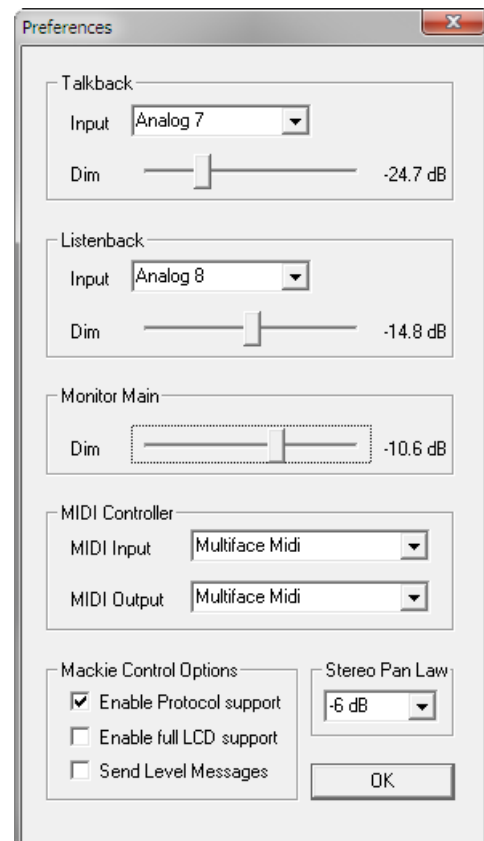 Preferences
Talkback
Input Analog 7
Dim -24.7 dB
Listenback
Input Analog 8
Dim -14.8 dB
Monitor Main
Dim -10.6 dB
MIDI Controller
MIDI Input Multiface Midi
MIDI Output Multiface Midi
Mackie Control Options
Enable Protocol support
Enable full LCD support
Send Level Messages
Stereo Pan Law
-6 dB
OK